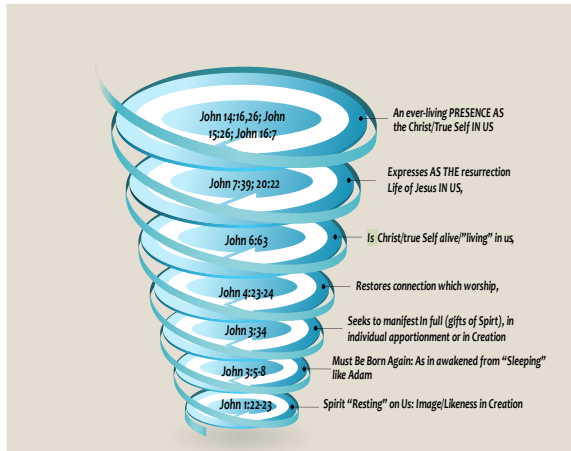 John 14:16,26; John
15:26; John 16:7
An ever-living PRESENCE AS
the Christ/True Self IN US
John 7:39; 20:22
Expresses AS THE resurrection
Life of Jesus IN US,
John 6:63
Is Christ/true Self alive/"living" in us,
John 4:23-24
Restores connection which worship,
John 3:34
Seeks to manifest In full (gifts of Spirt), in
individual apportionment or in Creation
John 3:5-8
Must Be Born Again: As in awakened from “Sleeping”
like Adam
John 1:22-23
Spirit “Resting” on Us: Image/Likeness in Creation